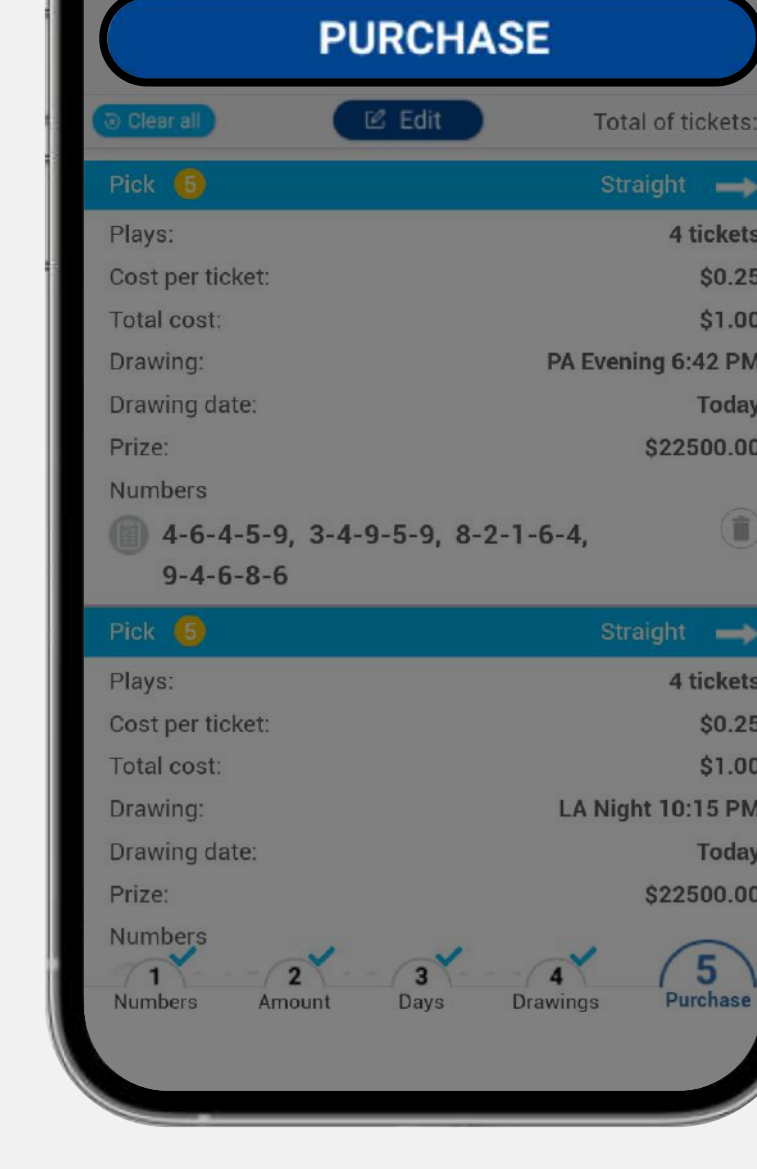 PURCHASE
Clear all
Edit
Total of tickets:
Pick 5
Straight
Plays:
4 tickets
Cost per ticket:
$0.25
Total cost:
$1.00
Drawing:
PA Evening 6:42 PM
Drawing date:
Today
Prize:
$22500.00
Numbers
4-6-4-5-9, 3-4-9-5-9, 8-2-1-6-4,
9-4-6-8-6
Pick 5
Straight
Plays:
4 tickets
Cost per ticket:
$0.25
Total cost:
$1.00
Drawing:
LA Night 10:15 PM
Drawing date:
Today
Prize:
$22500.00
Numbers
1 2 3 4 5
Numbers Amount Days Drawings Purchase